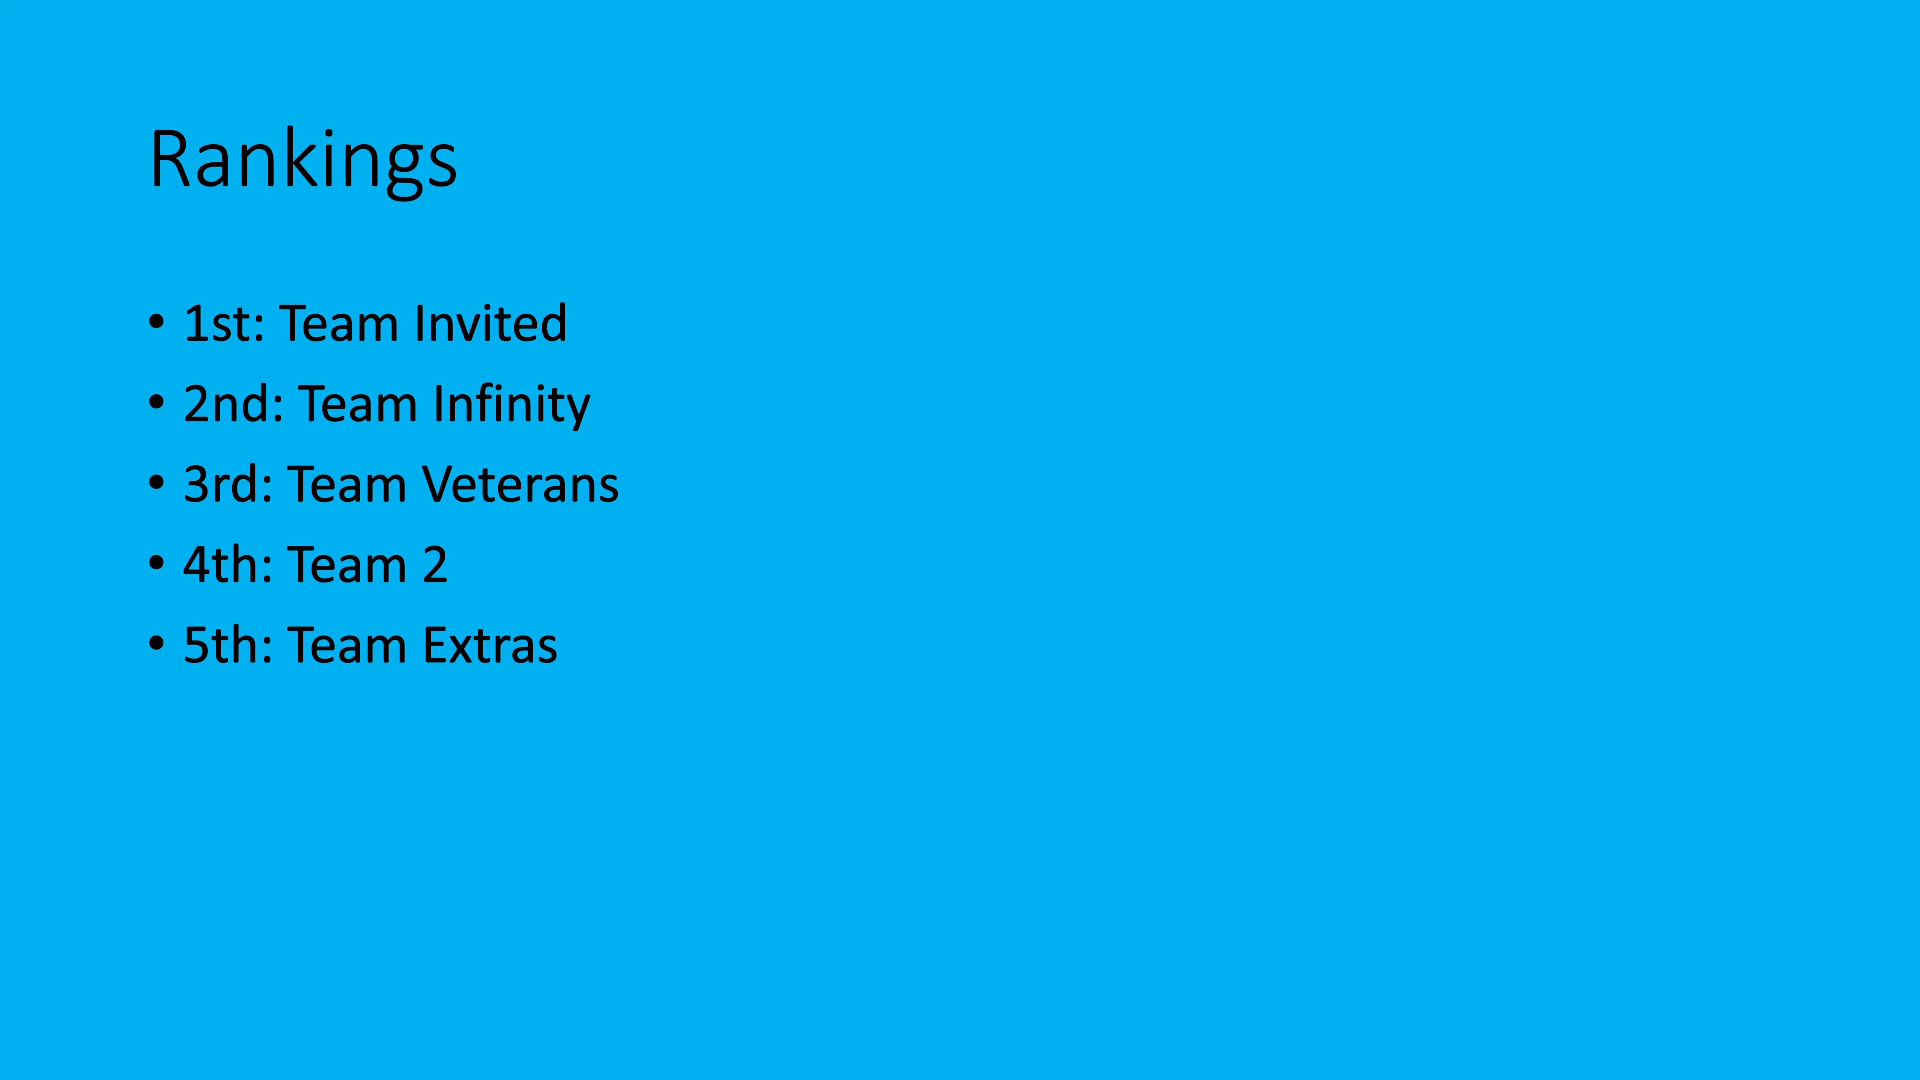 Rankings
• 1st: Team Invited
• 2nd: Team Infinity
• 3rd: Team Veterans
• 4th: Team 2
• 5th: Team Extras